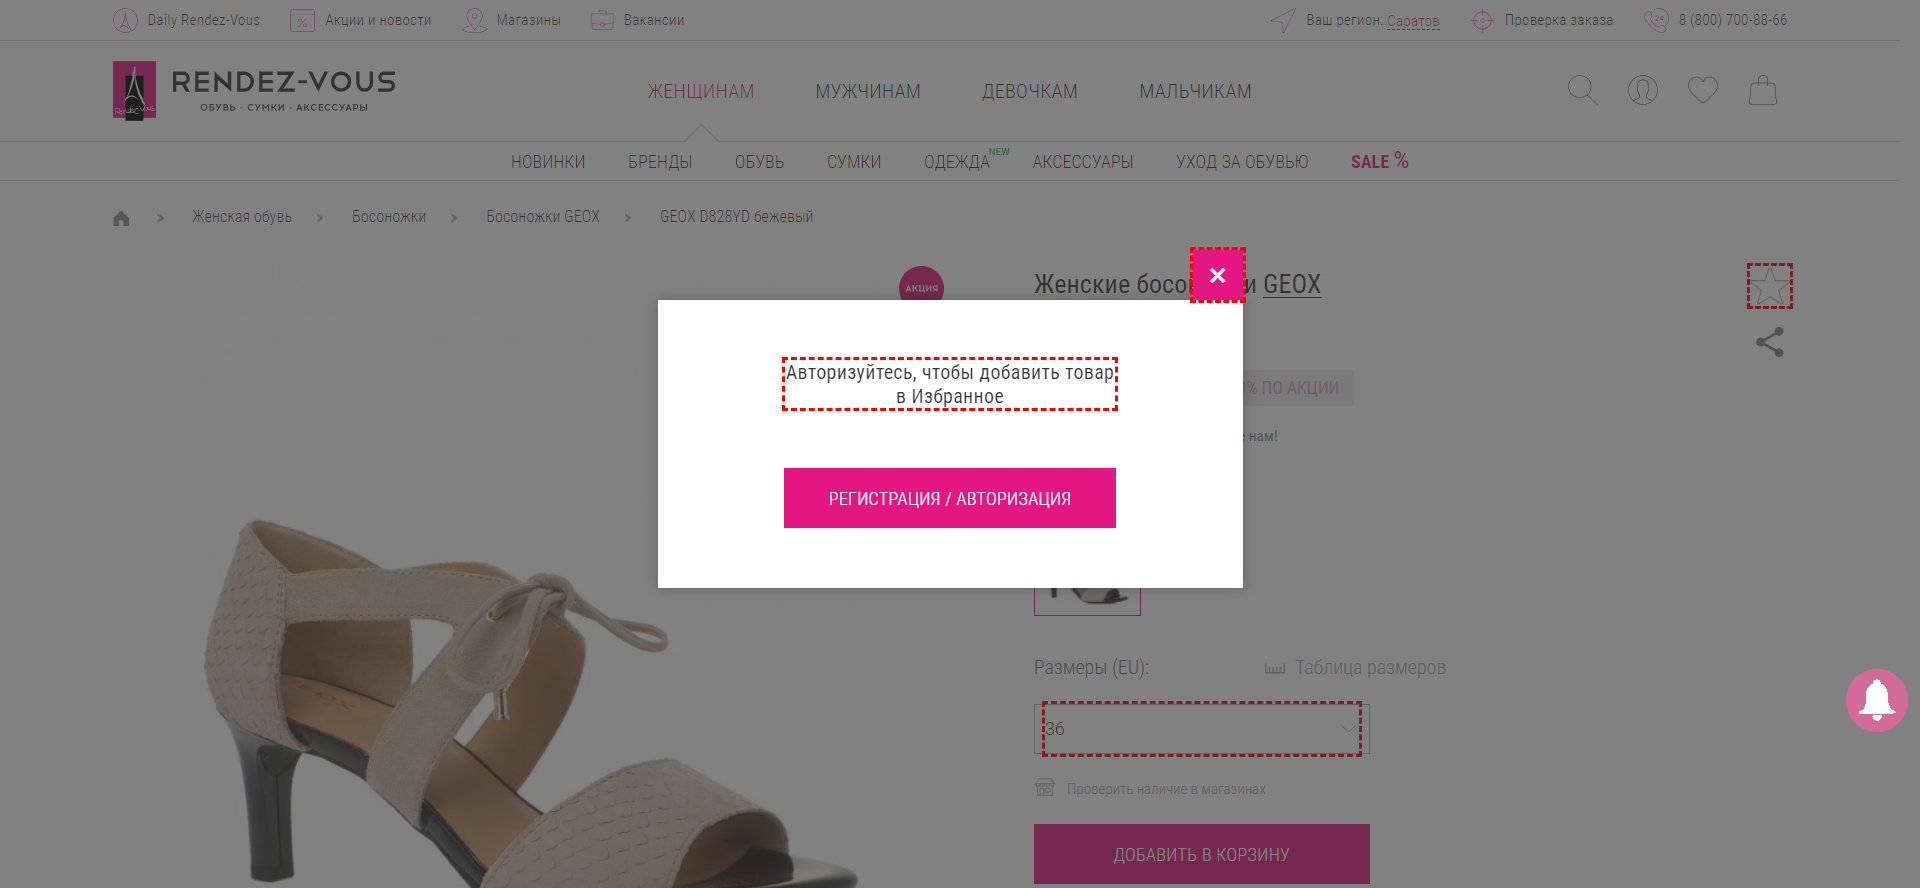 Daily Rendez-Vous
Акции и новости
Магазины
Вакансии
Ваш регион: Саратов
Проверка заказа
24
8 (800) 700-88-66
RENDEZ-VOUS
ОБУВЬ - СУМКИ - АКСЕССУАРЫ
Rendez-Vous
ЖЕНЩИНАМ
МУЖЧИНАМ
ДЕВОЧКАМ
МАЛЬЧИКАМ
НОВИНКИ
БРЕНДЫ
ОБУВЬ
СУМКИ
ОДЕЖДА
NEW
АКСЕССУАРЫ
УХОД ЗА ОБУВЬЮ
SALE %
>
Женская обувь
>
Босоножки
>
Босоножки GEOX
>
GEOX D828YD бежевый
АКЦИЯ
Женские босо и GEOX
×
% ПО АКЦИИ
нам!
Авторизуйтесь, чтобы добавить товар
в Избранное
РЕГИСТРАЦИЯ / АВТОРИЗАЦИЯ
Размеры (EU):
Таблица размеров
36
Проверить наличие в магазинах
ДОБАВИТЬ В КОРЗИНУ